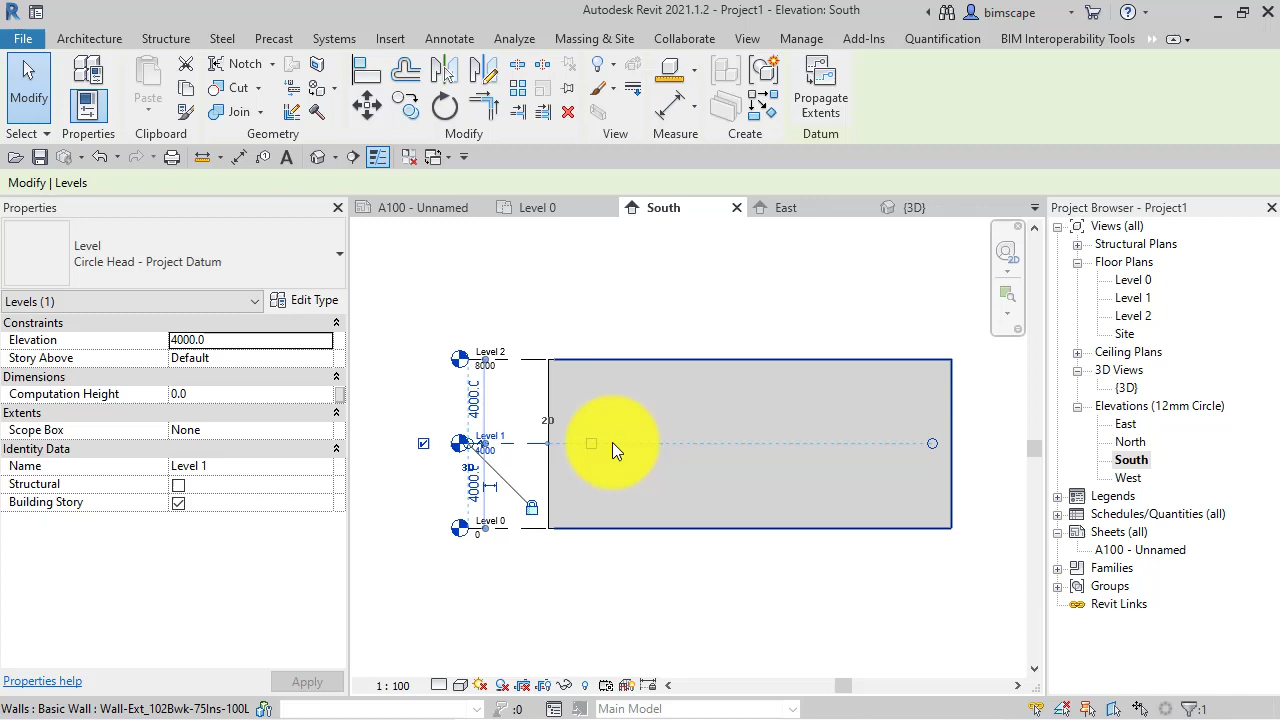 Autodesk Revit 2021.1.2 - Project1 - Elevation: South
bimscape
File Architecture Structure Steel Precast Systems Insert Annotate Analyze Massing & Site Collaborate View Manage Add-Ins Quantification BIM Interoperability Tools
Modify
Paste
Notch
Cut
Join
Propagate
Extents
Select Properties Clipboard Geometry Modify View Measure Create Datum
Modify | Levels
Properties
A100 - Unnamed Level 0 South East {3D}
Project Browser - Project1
Level
Circle Head - Project Datum
Levels (1) Edit Type
Constraints
Elevation 4000.0
Story Above Default
Dimensions
Computation Height 0.0
Extents
Scope Box None
Identity Data
Name Level 1
Structural
Building Story
Properties help Apply
2D
Level 2
8000
4000.0
2D
Level 1
4000
3D
4000.0
Level 0
0
Views (all)
Structural Plans
Floor Plans
Level 0
Level 1
Level 2
Site
Ceiling Plans
3D Views
{3D}
Elevations (12mm Circle)
East
North
South
West
Legends
Schedules/Quantities (all)
Sheets (all)
A100 - Unnamed
Families
Groups
Revit Links
1 : 100
Walls : Basic Wall : Wall-Ext_102Bwk-75Ins-100L
:0
Main Model
:1